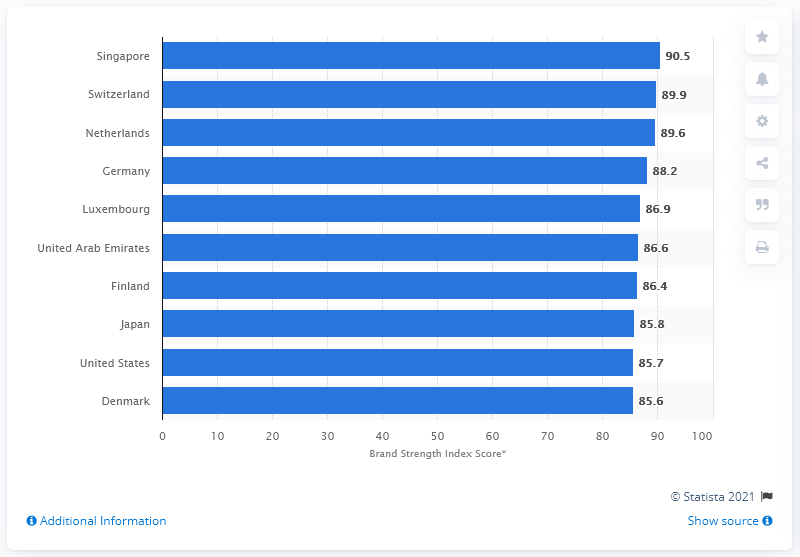 Singapore 90.5
Switzerland 89.9
Netherlands 89.6
Germany 88.2
Luxembourg 86.9
United Arab Emirates 86.6
Finland 86.4
Japan 85.8
United States 85.7
Denmark 85.6
0 10 20 30 40 50 60 70 80 90 100
Brand Strength Index Score*
© Statista 2021
Additional Information Show source